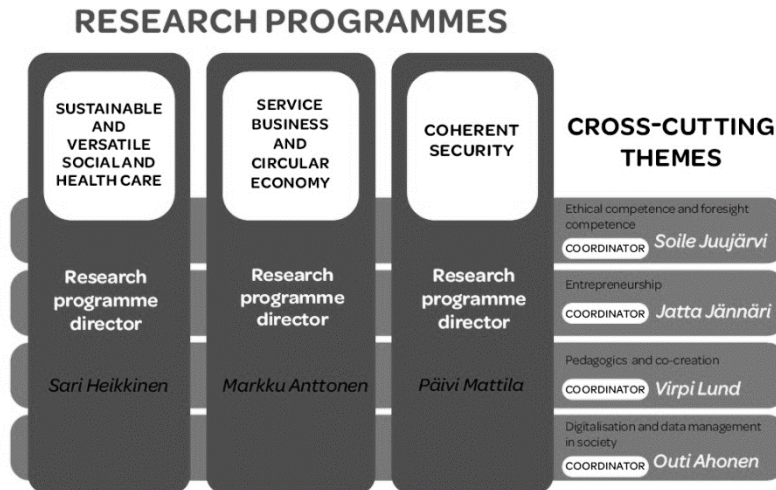 RESEARCH PROGRAMMES
SUSTAINABLE
AND
VERSATILE
SOCIAL AND
HEALTH CARE
Research
programme
director
Sari Heikkinen
SERVICE
BUSINESS
AND
CIRCULAR
ECONOMY
Research
programme
director
Markku Anttonen
COHERENT
SECURITY
Research
programme
director
Päivi Mattila
CROSS-CUTTING
THEMES
Ethical competence and foresight
competence
COORDINATOR Soile Juujärvi
Entrepreneurship
COORDINATOR Jatta Jännäri
Pedagogics and co-creation
COORDINATOR Virpi Lund
Digitalisation and data management
in society
COORDINATOR Outi Ahonen